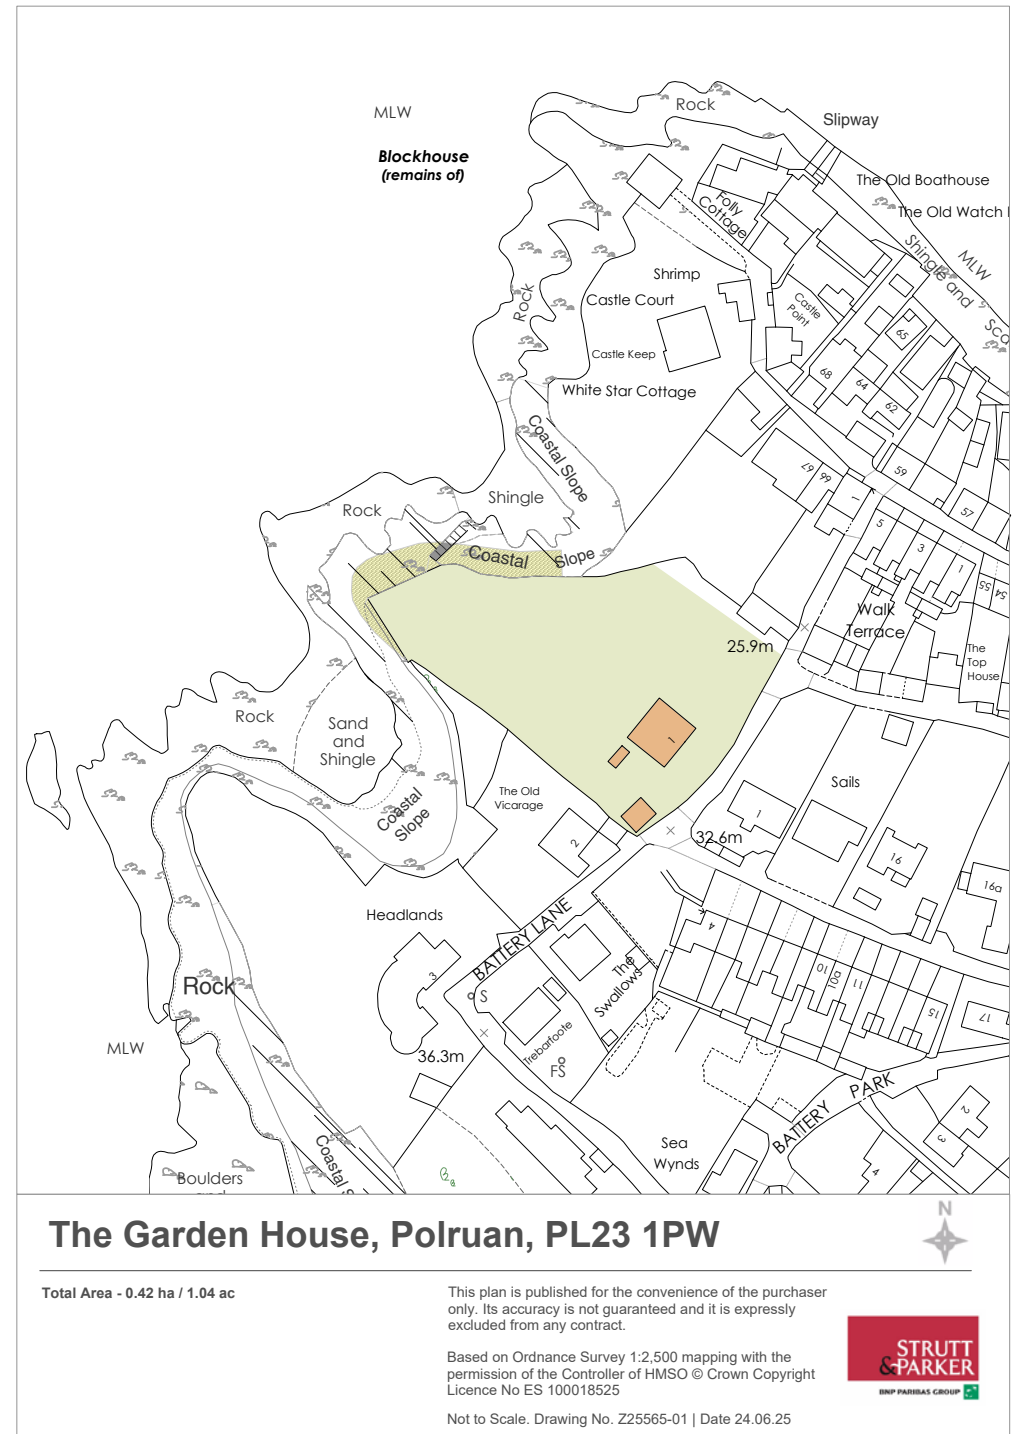 MLW
Blockhouse
(remains of)
Rock
Slipway
The Old Boathouse
The Old Watch
Folly
Cottage
Shingle and
MLW
Sca
Shrimp
Castle Court
Castle
Point
Castle Keep
White Star Cottage
Rock
65
68
64
62
67
66
59
57
Coastal Slope
Shingle
Rock
Coastal
Slope
1
5
3
1
55
54
Walk
Terrace
The
Top
House
25.9m
Rock
Sand
and
Shingle
1
Sails
The Old
Vicarage
Coastal
Slope
2
32.6m
1
16
16a
Headlands
BATTERY LANE
4
3
The
Swallows
10
11
15
17
Rock
S
Trebarfoote
MLW
36.3m
FS
BATTERY PARK
2
3
4
Sea
Wynds
Coastal S
Boulders
and
The Garden House, Polruan, PL23 1PW
N
Total Area - 0.42 ha / 1.04 ac
This plan is published for the convenience of the purchaser
only. Its accuracy is not guaranteed and it is expressly
excluded from any contract.
Based on Ordnance Survey 1:2,500 mapping with the
permission of the Controller of HMSO © Crown Copyright
Licence No ES 100018525
Not to Scale. Drawing No. Z25565-01 | Date 24.06.25
STRUTT
&PARKER
BNP PARIBAS GROUP